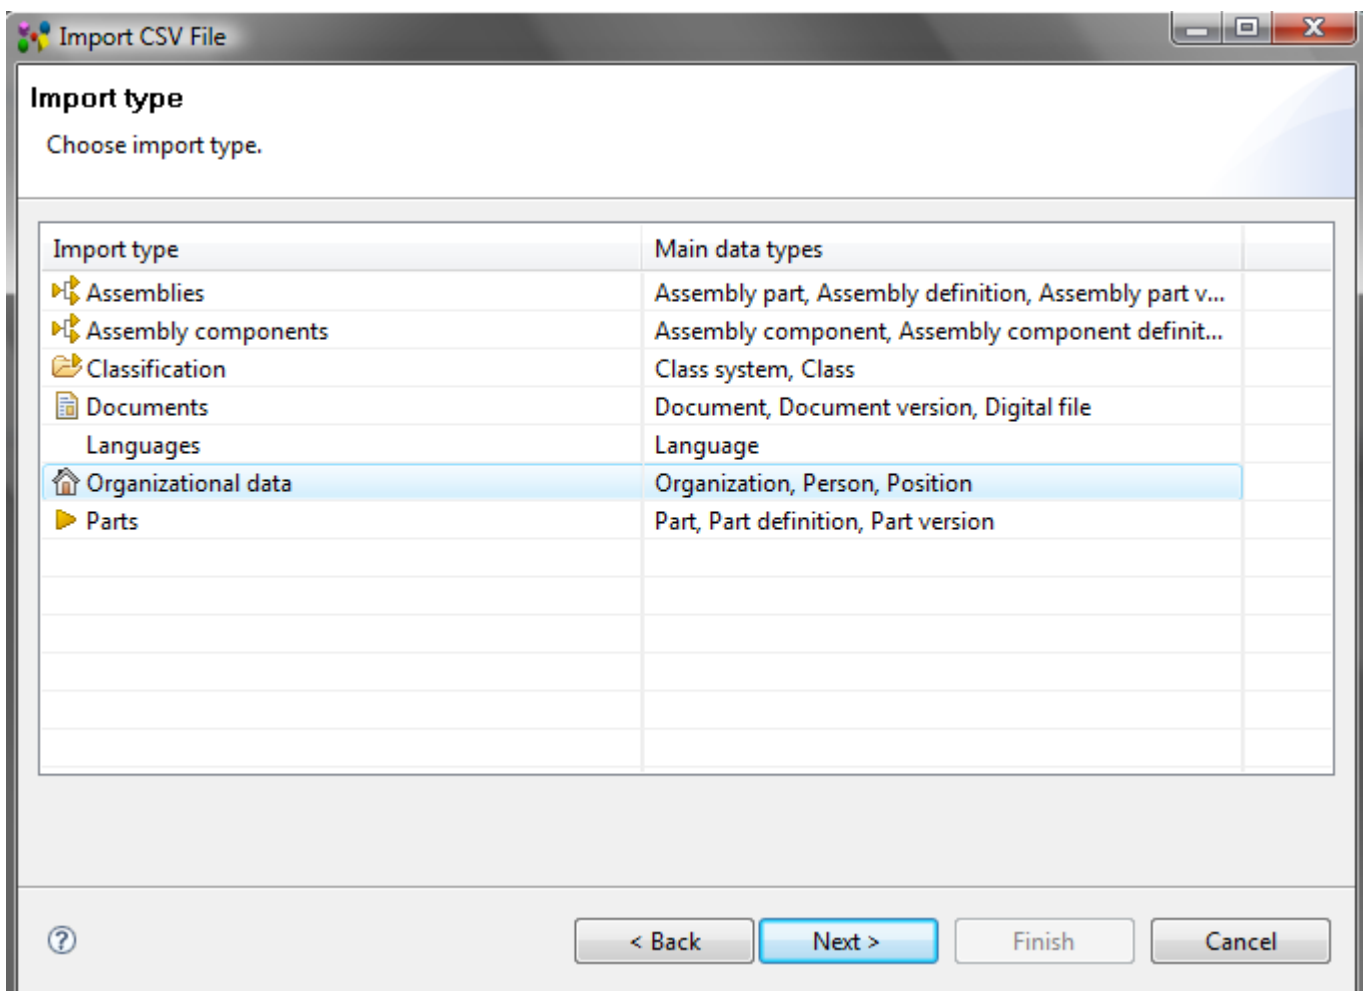 Import CSV File
Import type
Choose import type.
Import type Main data types
Assemblies Assembly part, Assembly definition, Assembly part v...
Assembly components Assembly component, Assembly component definit...
Classification Class system, Class
Documents Document, Document version, Digital file
Languages Language
Organizational data Organization, Person, Position
Parts Part, Part definition, Part version
? < Back Next > Finish Cancel